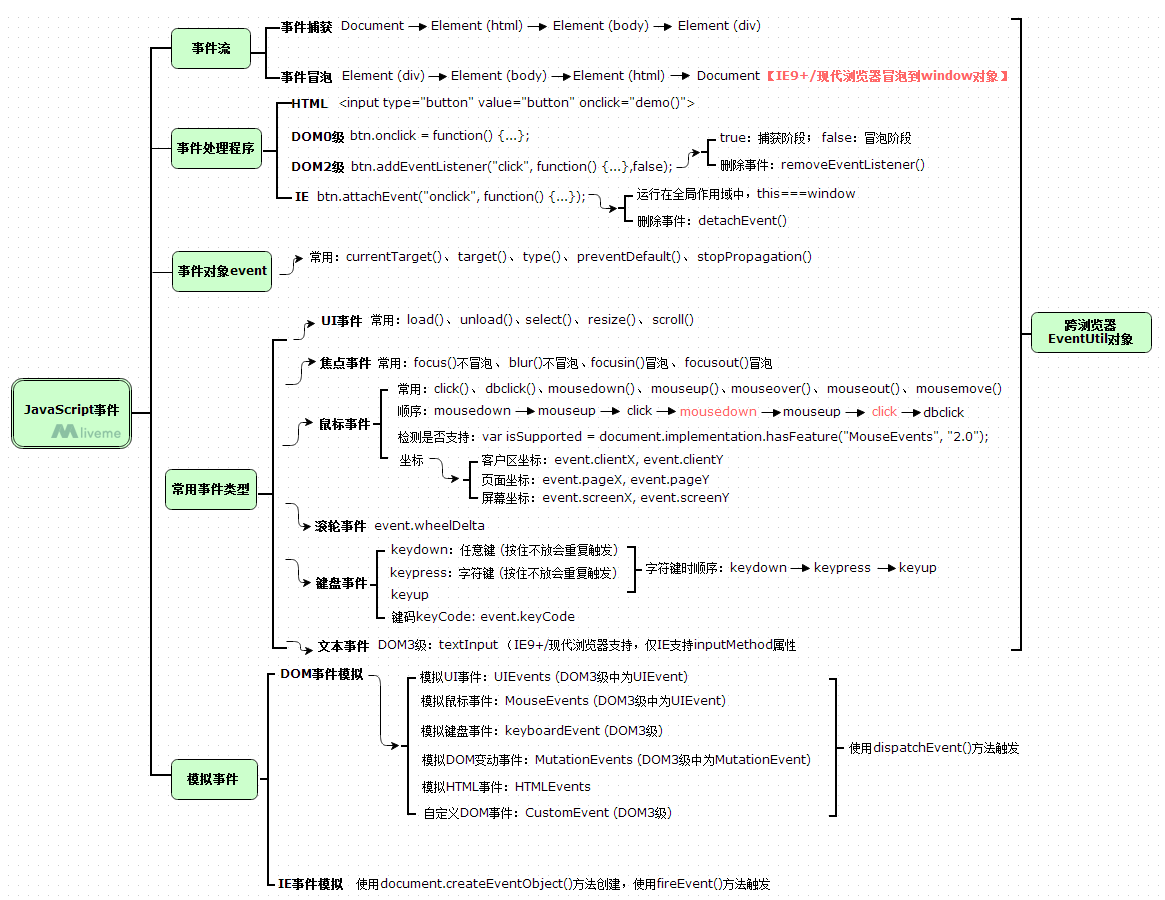 JavaScript事件
liveme
事件流
事件捕获 Document Element (html) Element (body) Element (div)
事件冒泡 Element (div) Element (body) Element (html) Document 【IE9+/现代浏览器冒泡到window对象】
事件处理程序
HTML <input type="button" value="button" onclick="demo()">
DOM0级 btn.onclick = function() {...};
DOM2级 btn.addEventListener("click", function() {...},false);
true：捕获阶段； false：冒泡阶段
删除事件：removeEventListener()
IE btn.attachEvent("onclick", function() {...});
运行在全局作用域中，this===window
删除事件：detachEvent()
事件对象event
常用：currentTarget()、target()、type()、preventDefault()、stopPropagation()
常用事件类型
UI事件 常用：load()、unload()、select()、resize()、scroll()
焦点事件 常用：focus()不冒泡、blur()不冒泡、focusin()冒泡、focusout()冒泡
鼠标事件
常用：click()、dbclick()、mousedown()、mouseup()、mouseover()、mouseout()、mousemove()
顺序：mousedown mouseup click mousedown mouseup click dbclick
检测是否支持：var isSupported = document.implementation.hasFeature("MouseEvents", "2.0");
坐标
客户区坐标：event.clientX, event.clientY
页面坐标：event.pageX, event.pageY
屏幕坐标：event.screenX, event.screenY
滚轮事件 event.wheelDelta
键盘事件
keydown：任意键（按住不放会重复触发）
keypress：字符键（按住不放会重复触发）
keyup
字符键时顺序：keydown keypress keyup
键码keyCode: event.keyCode
文本事件 DOM3级：textInput （IE9+/现代浏览器支持，仅IE支持inputMethod属性
跨浏览器
EventUtil对象
模拟事件
DOM事件模拟
模拟UI事件：UIEvents (DOM3级中为UIEvent)
模拟鼠标事件：MouseEvents (DOM3级中为UIEvent)
模拟键盘事件：keyboardEvent (DOM3级)
模拟DOM变动事件：MutationEvents (DOM3级中为MutationEvent)
模拟HTML事件：HTMLEvents
自定义DOM事件：CustomEvent (DOM3级)
使用dispatchEvent()方法触发
IE事件模拟 使用document.createEventObject()方法创建，使用fireEvent()方法触发